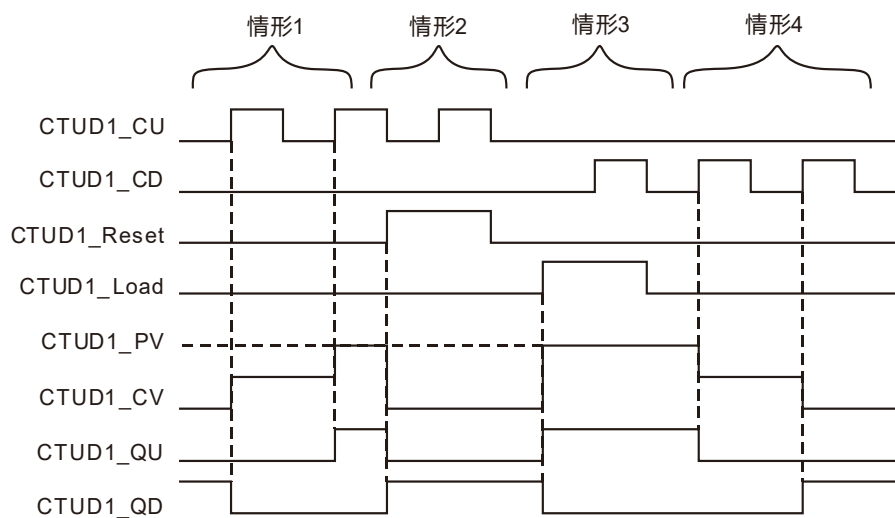 情形1 情形2 情形3 情形4
CTUD1_CU
CTUD1_CD
CTUD1_Reset
CTUD1_Load
CTUD1_PV
CTUD1_CV
CTUD1_QU
CTUD1_QD